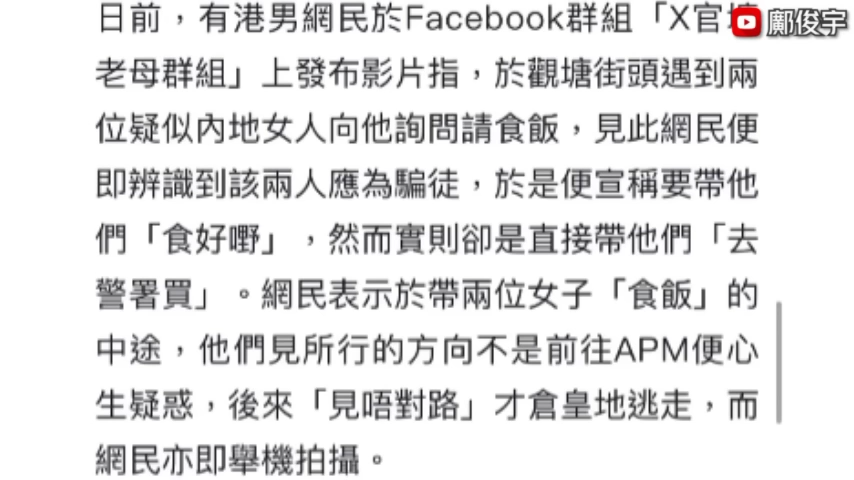 日前，有港男網民於Facebook群組「X官塘
鄺俊宇
老母群組」上發布影片指，於觀塘街頭遇到兩
位疑似內地女人向他詢問請食飯，見此網民便
即辨識到該兩人應為騙徒，於是便宣稱要帶他
們「食好嘢」，然而實則卻是直接帶他們「去
警署買」。網民表示於帶兩位女子「食飯」的
中途，他們見所行的方向不是前往APM便心
生疑惑，後來「見唔對路」才倉皇地逃走，而
網民亦即舉機拍攝。